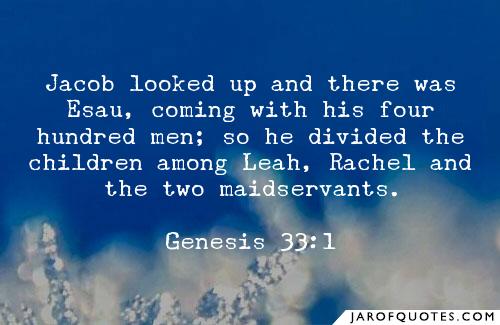 Jacob looked up and there was
Esau, coming with his four
hundred men; so he divided the
children among Leah, Rachel and
the two maidservants.
Genesis 33:1
JAROFQUOTES.COM